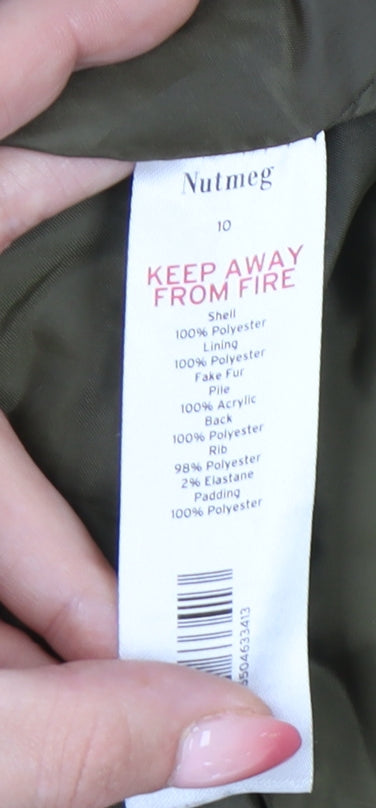 Nutmeg
10
KEEP AWAY
FROM FIRE
Shell
100% Polyester
Lining
100% Polyester
Fake Fur
Pile
100% Acrylic
Back
100% Polyester
Rib
98% Polyester
2% Elastane
Padding
100% Polyester
5504633413